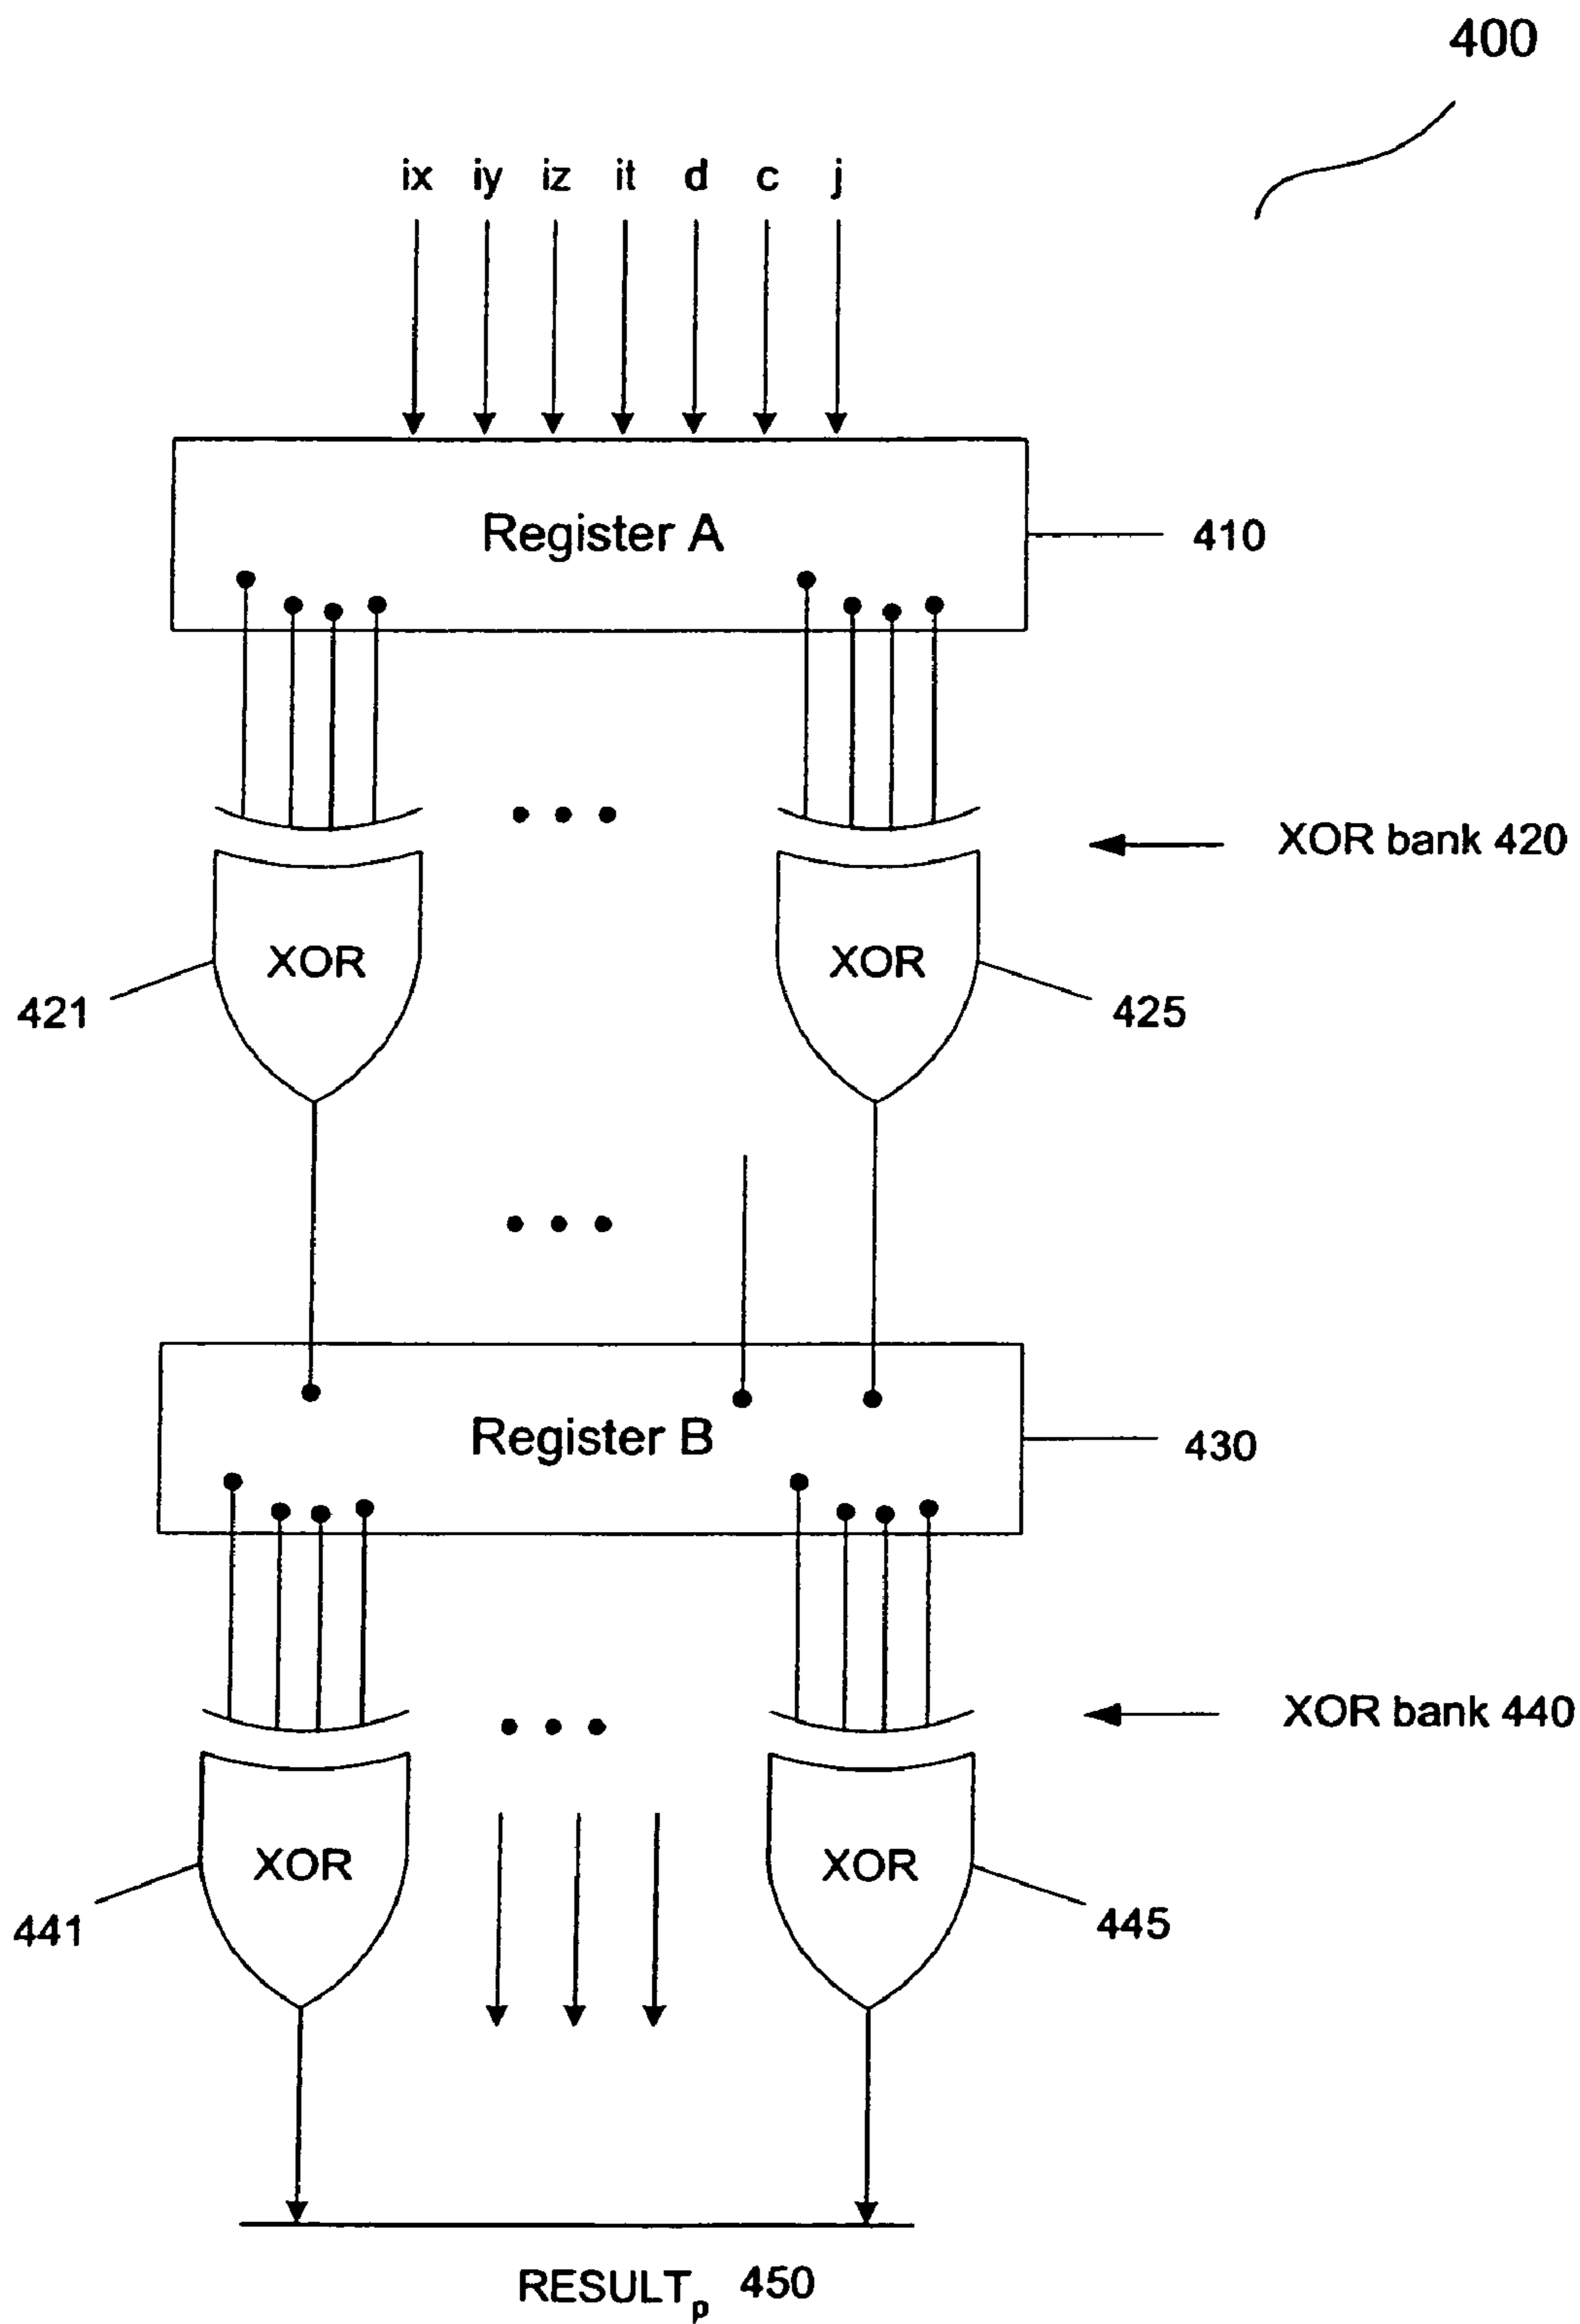 400
ix iy iz it d c j
Register A
410
XOR bank 420
XOR
XOR
421
425
Register B
430
XOR bank 440
XOR
XOR
441
445
RESULTp 450